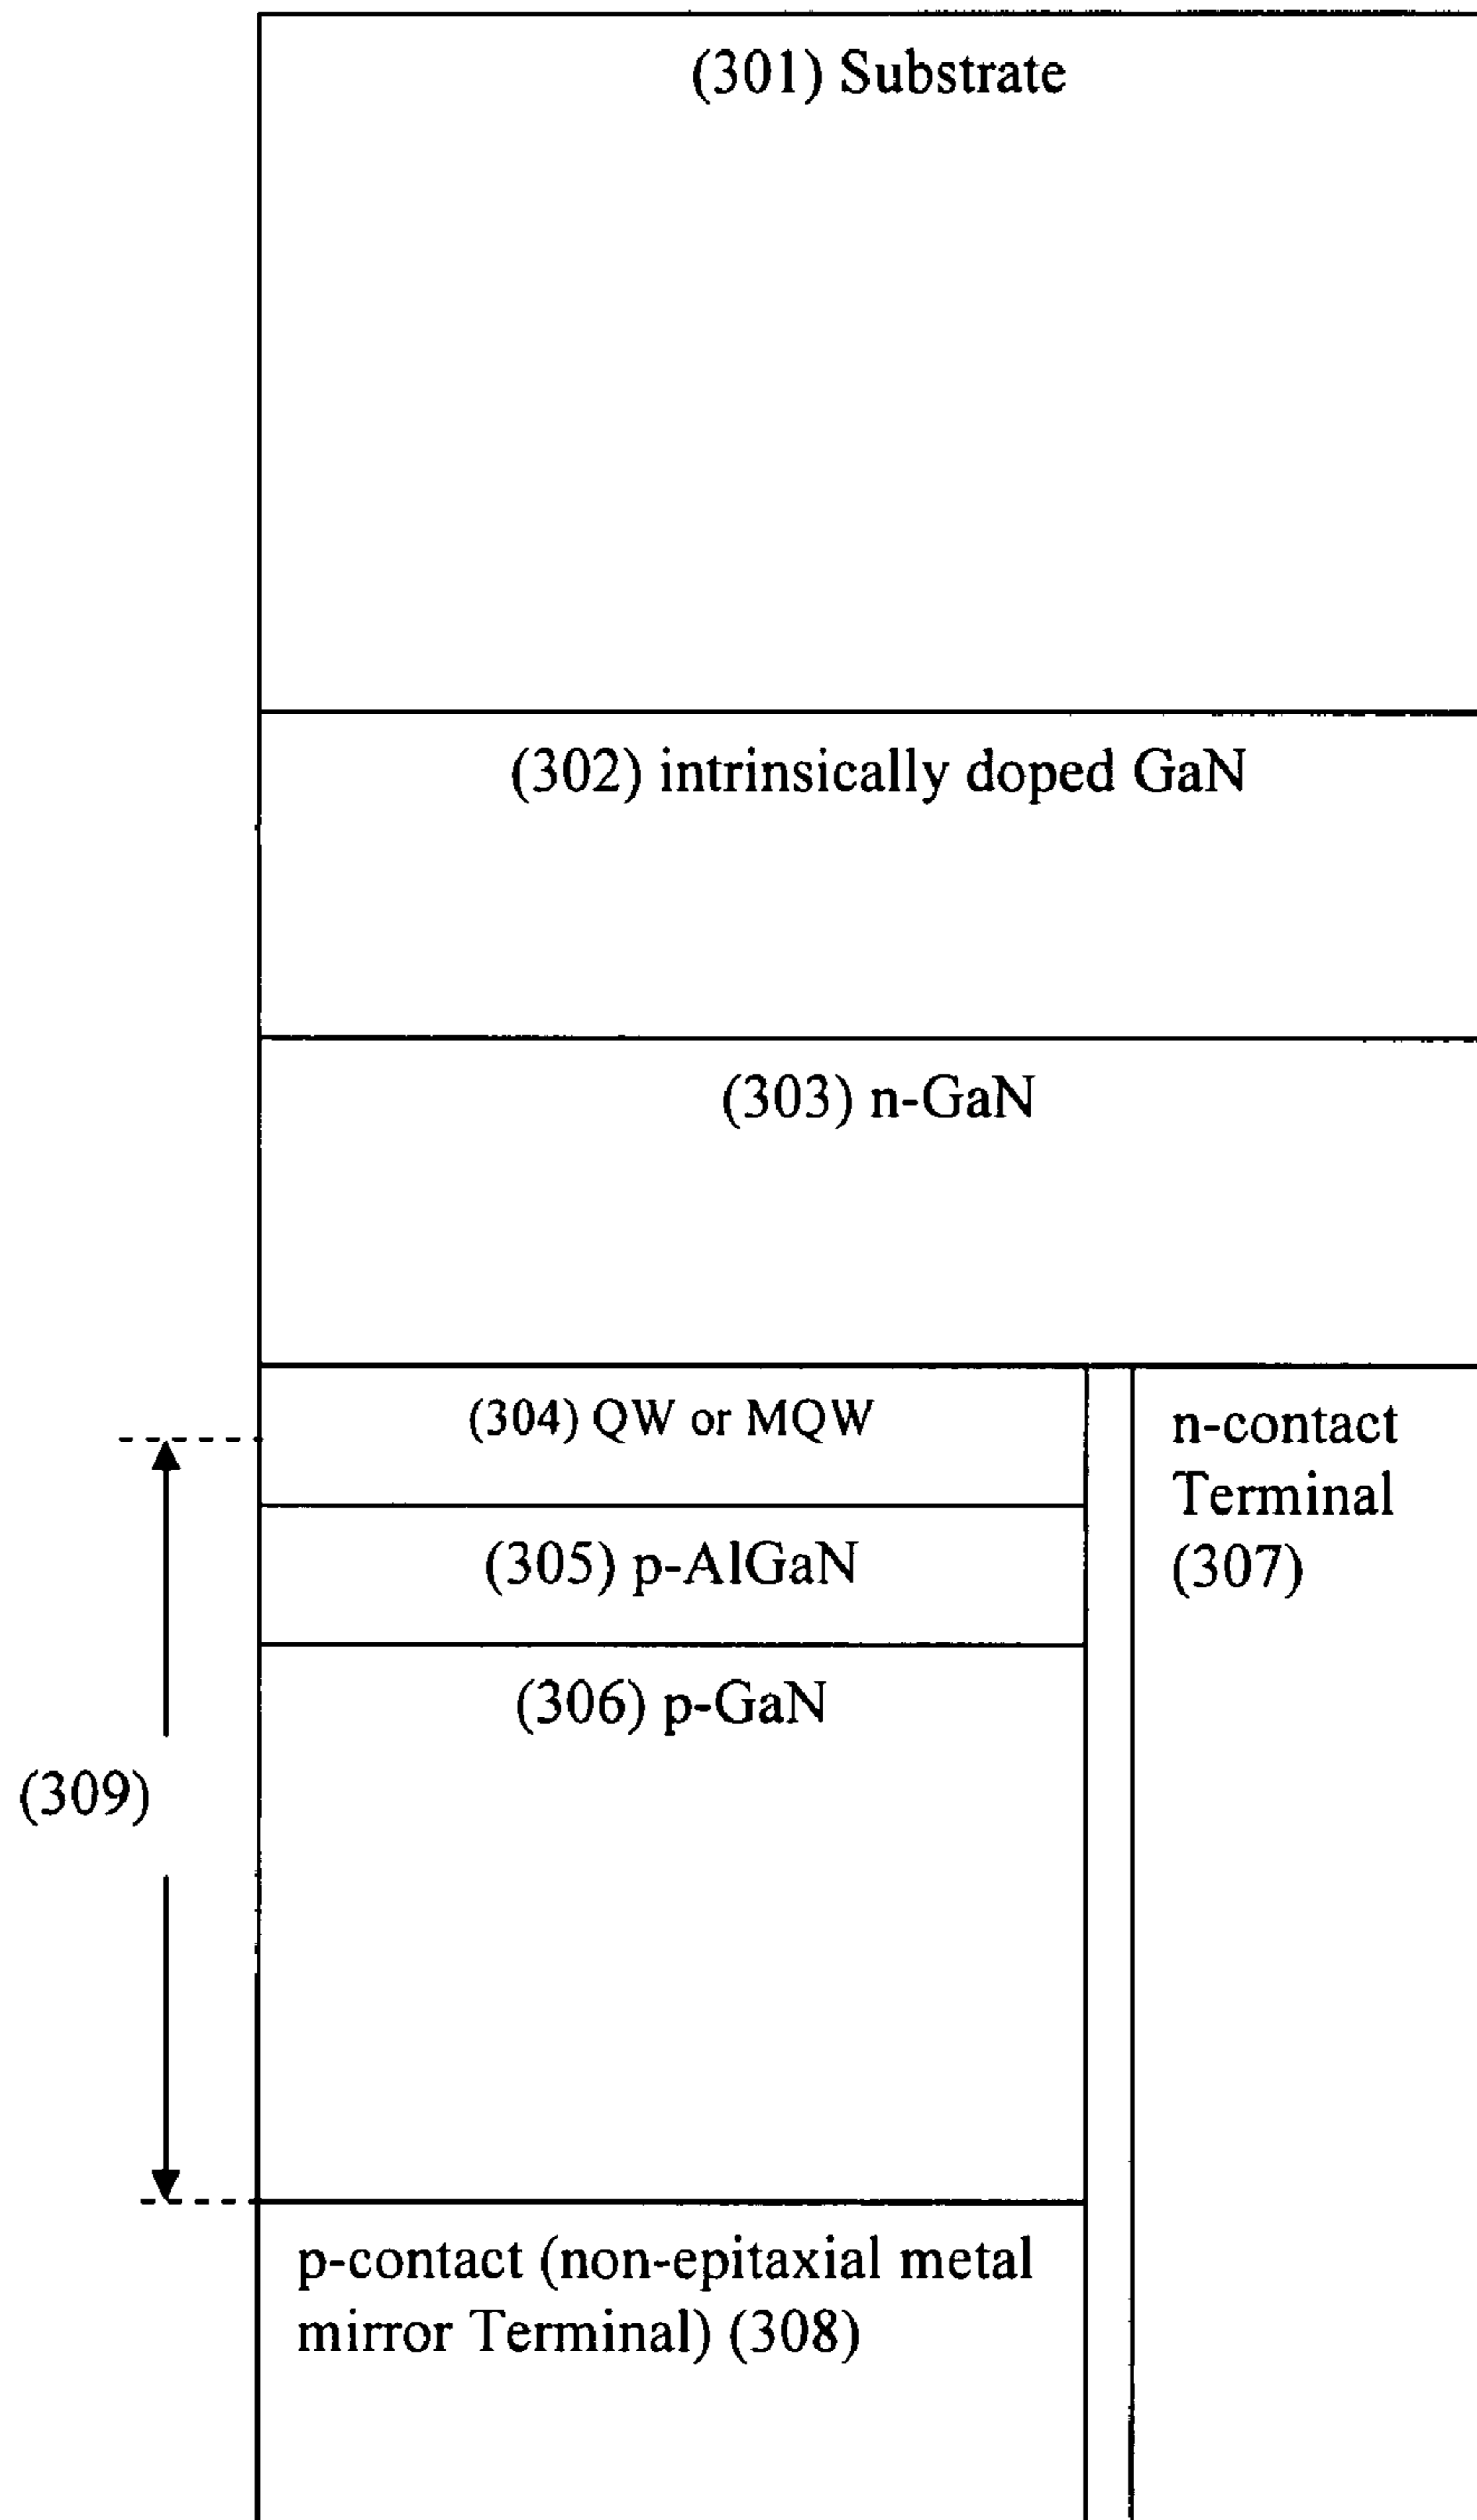 (301) Substrate
(302) intrinsically doped GaN
(303) n-GaN
(304) QW or MQW
n-contact
Terminal
(307)
(305) p-AlGaN
(306) p-GaN
(309)
p-contact (non-epitaxial metal
mirror Terminal) (308)